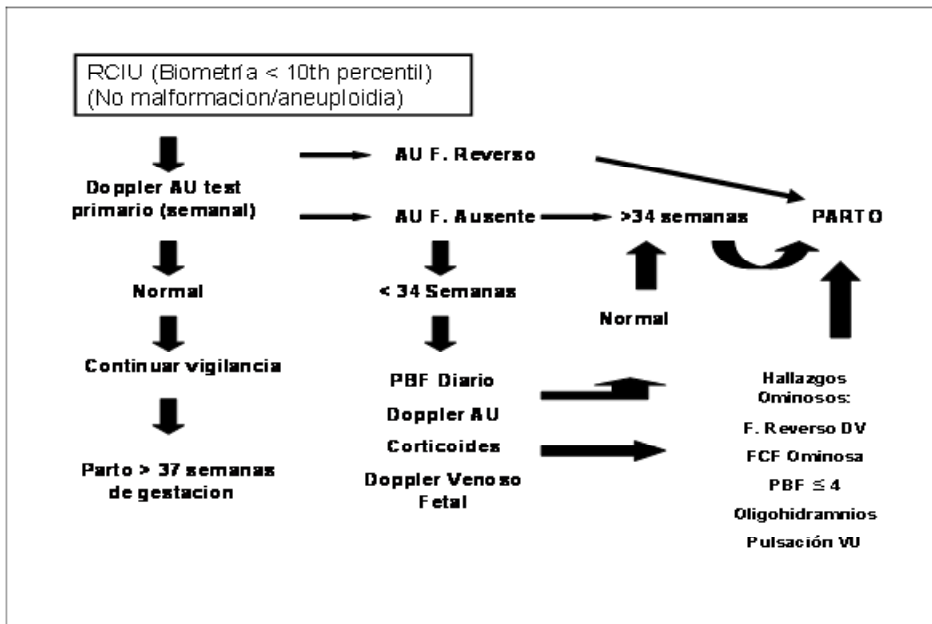 RCIU (Biometría < 10th percentil)
(No malformacion/aneuploidia)
AU F. Reverso
Doppler AU test
primario (semanal)
AU F. Ausente
>34 semanas
PARTO
Normal
< 34 Semanas
Normal
Continuar vigilancia
PBF Diario
Doppler AU
Corticoides
Doppler Venoso
Fetal
Hallazgos
Ominosos:
F. Reverso DV
FCF Ominosa
PBF ≤ 4
Oligohidramnios
Pulsación VU
Parto > 37 semanas
de gestacion